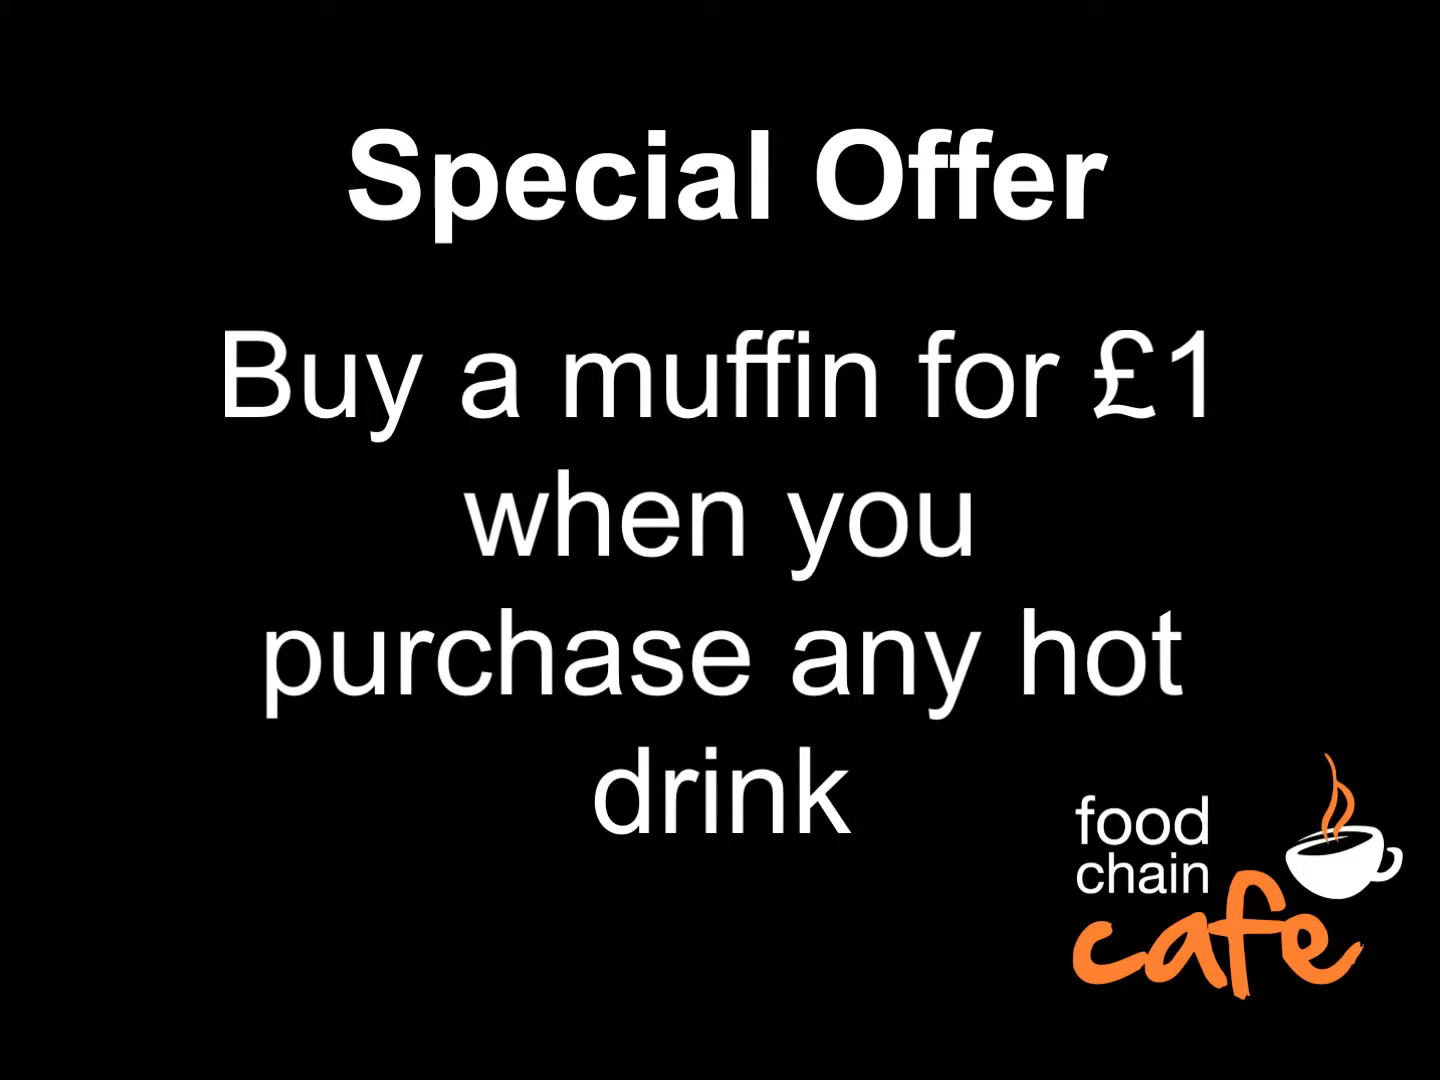 Special Offer
Buy a muffin for £1
when you
purchase any hot
drink
food
chain
cafe